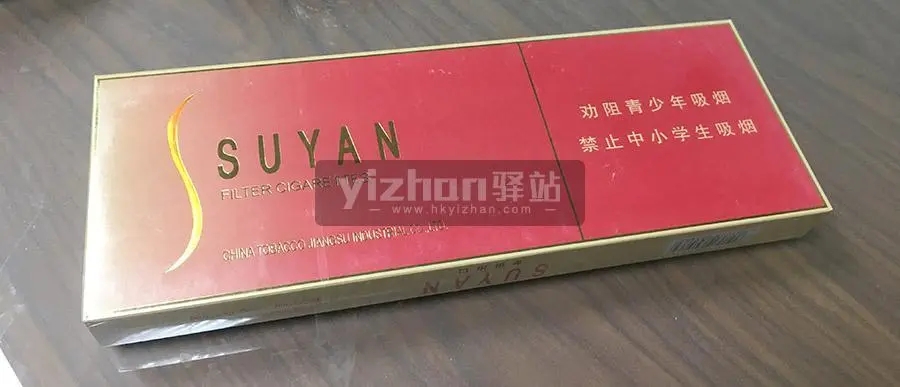 SUYAN
FILTER CIGARETTES
CHINA TOBACCO JIANGSU INDUSTRIAL CO.,LTD.
劝阻青少年吸烟
禁止中小学生吸烟
yizhan驿站
www.hkyizhan.com
SUYAN